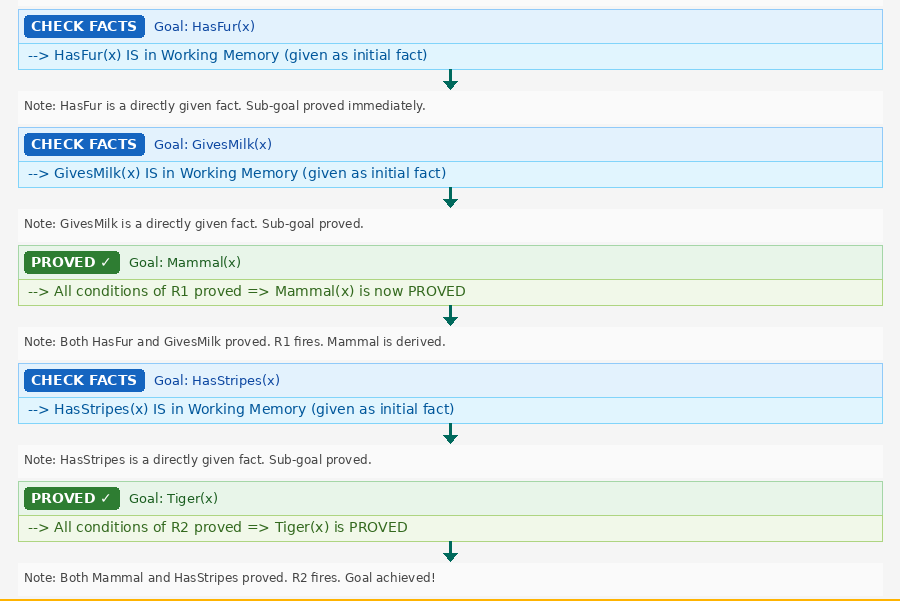 CHECK FACTS Goal: HasFur(x)
--> HasFur(x) IS in Working Memory (given as initial fact)
Note: HasFur is a directly given fact. Sub-goal proved immediately.
CHECK FACTS Goal: GivesMilk(x)
--> GivesMilk(x) IS in Working Memory (given as initial fact)
Note: GivesMilk is a directly given fact. Sub-goal proved.
PROVED ✓ Goal: Mammal(x)
--> All conditions of R1 proved => Mammal(x) is now PROVED
Note: Both HasFur and GivesMilk proved. R1 fires. Mammal is derived.
CHECK FACTS Goal: HasStripes(x)
--> HasStripes(x) IS in Working Memory (given as initial fact)
Note: HasStripes is a directly given fact. Sub-goal proved.
PROVED ✓ Goal: Tiger(x)
--> All conditions of R2 proved => Tiger(x) is PROVED
Note: Both Mammal and HasStripes proved. R2 fires. Goal achieved!